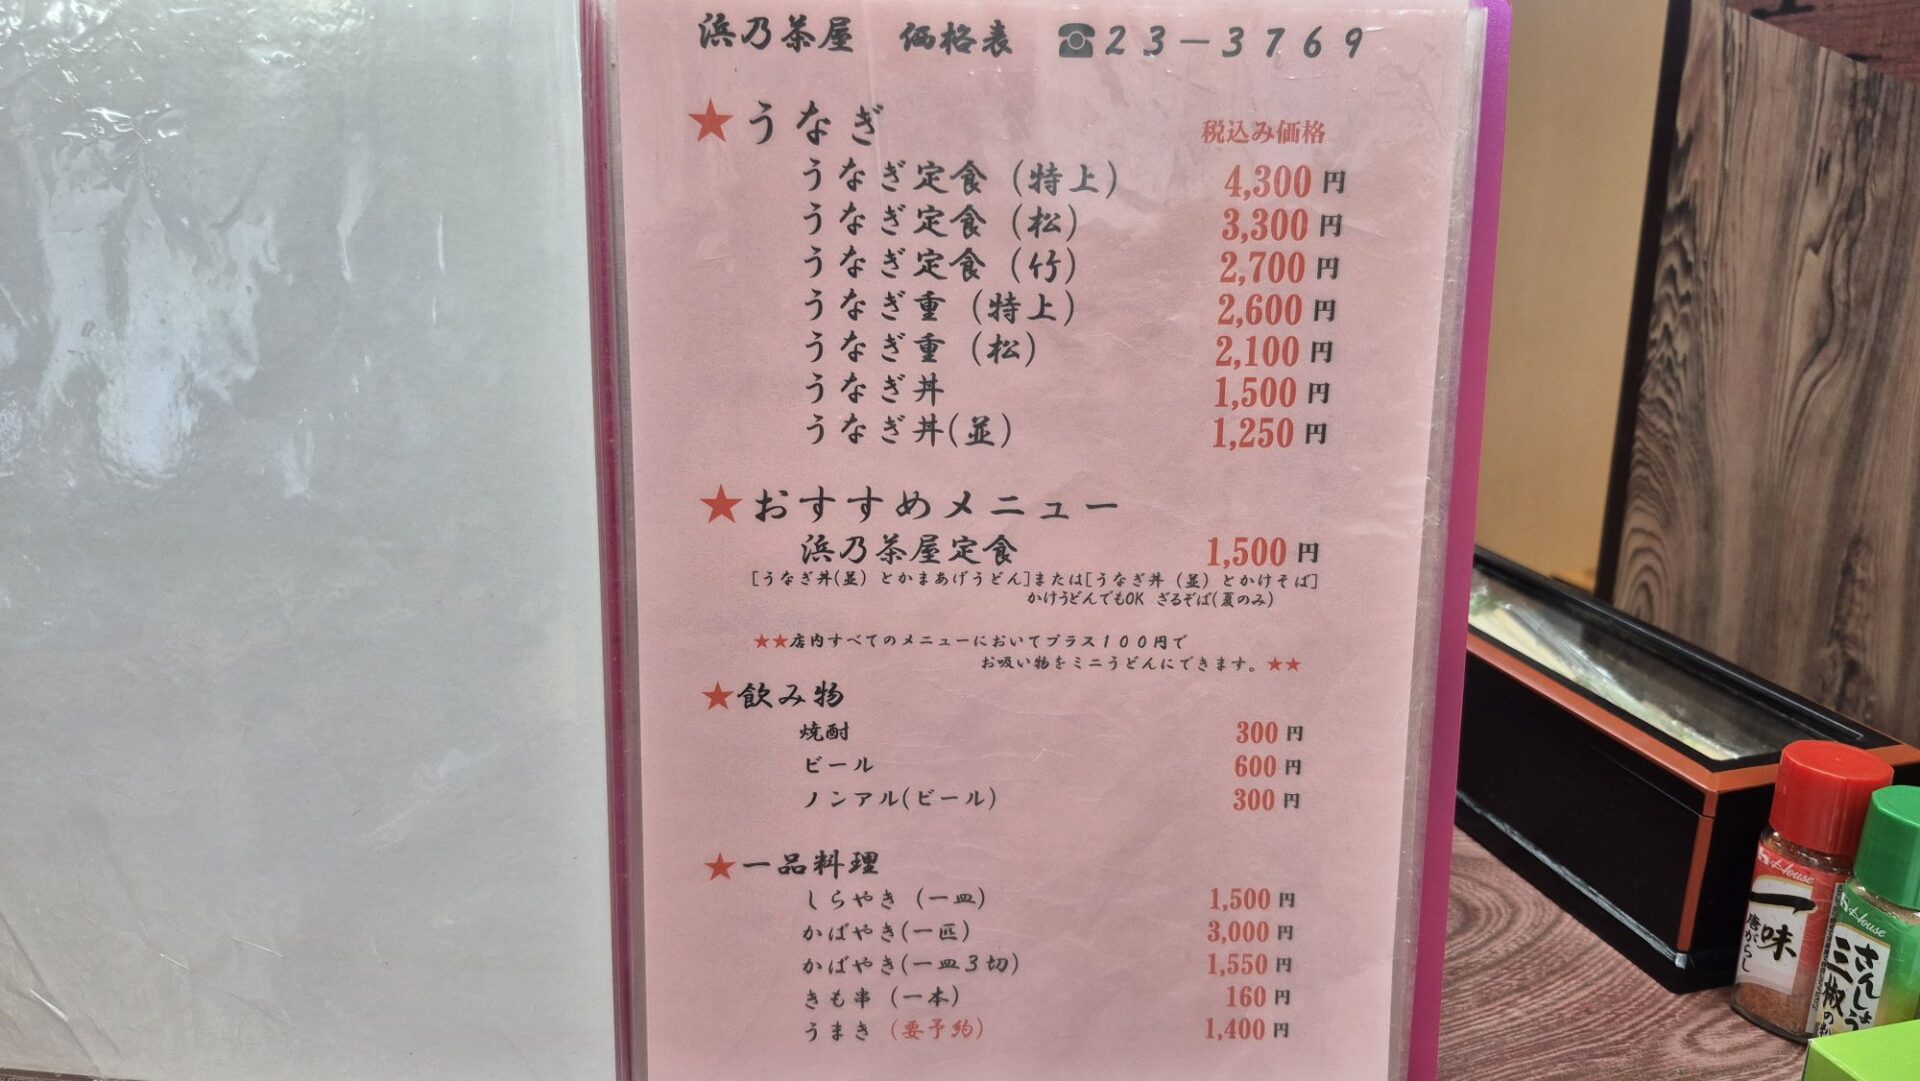 浜乃茶屋 価格表 ☎23-3769
★うなぎ 税込み価格
うなぎ定食（特上） 4,300円
うなぎ定食（松） 3,300円
うなぎ定食（竹） 2,700円
うなぎ重（特上） 2,600円
うなぎ重（松） 2,100円
うなぎ丼 1,500円
うなぎ丼(並) 1,250円
★おすすめメニュー
浜乃茶屋定食 1,500円
[うなぎ丼(並）とかまあげうどん]または[うなぎ丼（並）とかけそば]
かけうどんでもOK ざるそば(夏のみ)
★★店内すべてのメニューにおいてプラス100円で
お吸い物をミニうどんにできます。★★
★飲み物
焼酎 300円
ビール 600円
ノンアル(ビール) 300円
★一品料理
しらやき（一皿） 1,500円
かばやき(一匹) 3,000円
かばやき(一皿3切) 1,550円
きも串（一本） 160円
うまき（要予約） 1,400円
House
一味
唐がらし
House
さんしょう
三椒の粉